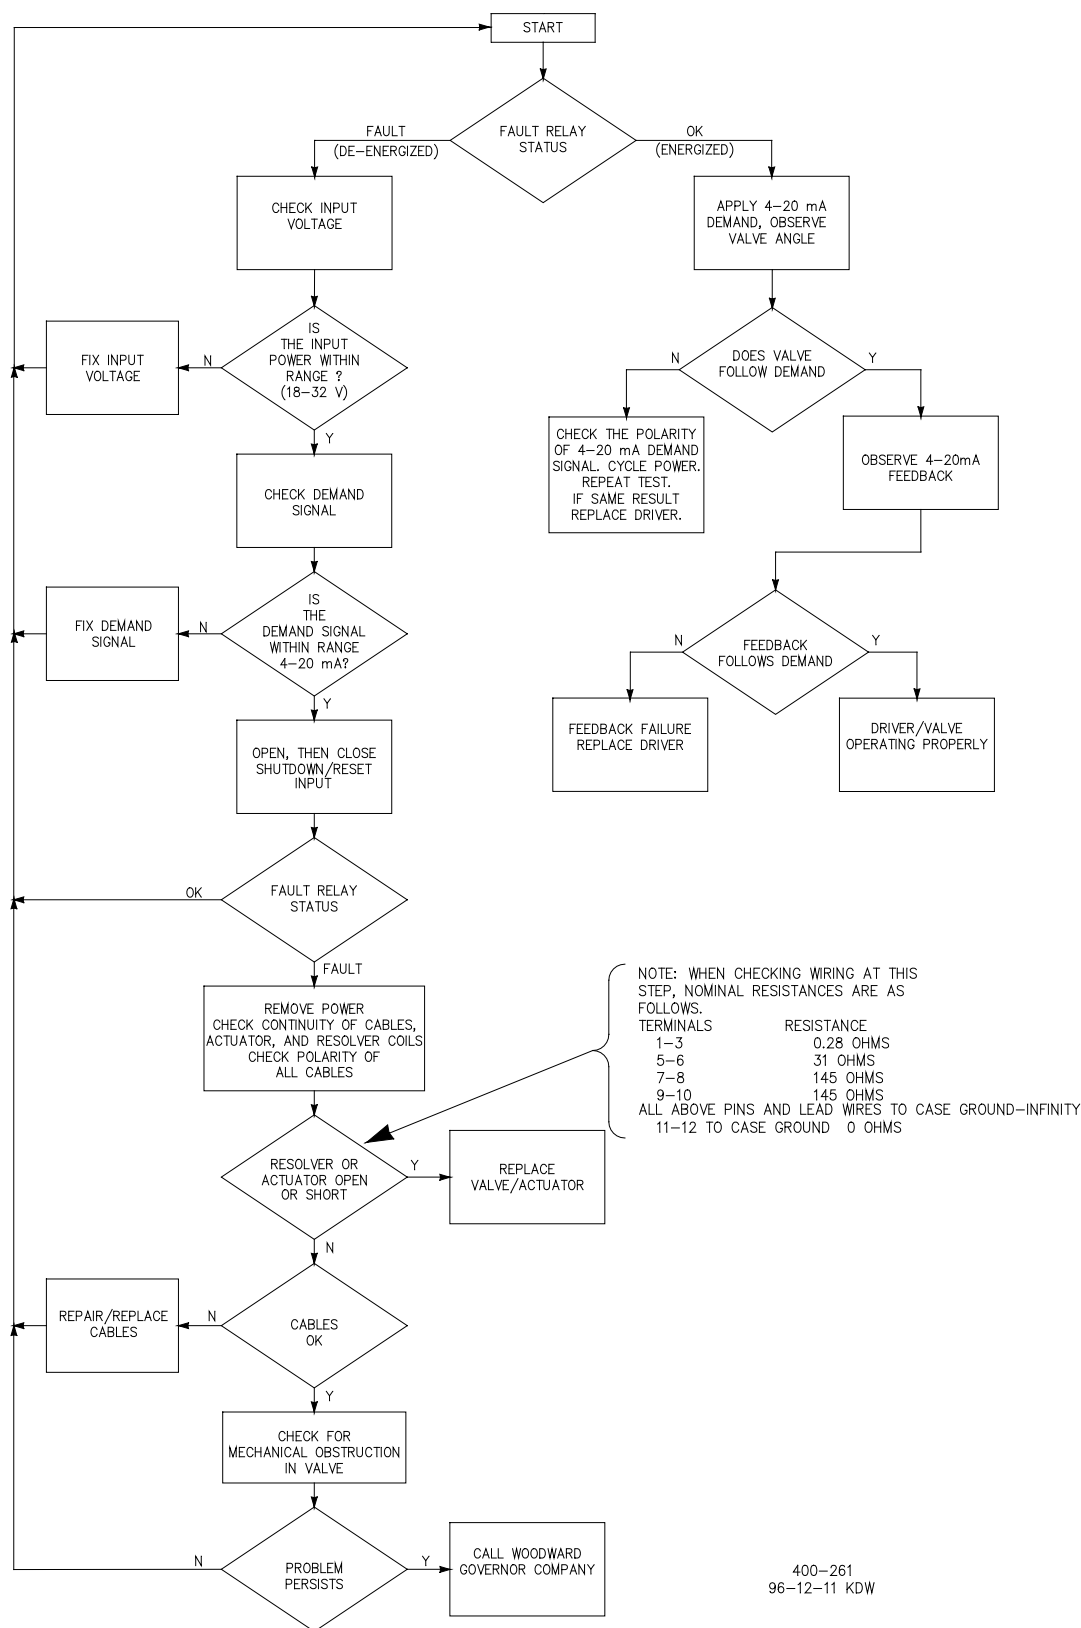 START
FAULT RELAY
STATUS
FAULT
(DE-ENERGIZED)
OK
(ENERGIZED)
CHECK INPUT
VOLTAGE
APPLY 4-20 mA
DEMAND, OBSERVE
VALVE ANGLE
IS
THE INPUT
POWER WITHIN
RANGE ?
(18-32 V)
N
FIX INPUT
VOLTAGE
Y
DOES VALVE
FOLLOW DEMAND
N
Y
CHECK THE POLARITY
OF 4-20 mA DEMAND
SIGNAL. CYCLE POWER.
REPEAT TEST.
IF SAME RESULT
REPLACE DRIVER.
OBSERVE 4-20mA
FEEDBACK
CHECK DEMAND
SIGNAL
IS
THE
DEMAND SIGNAL
WITHIN RANGE
4-20 mA?
N
FIX DEMAND
SIGNAL
Y
FEEDBACK
FOLLOWS DEMAND
N
Y
FEEDBACK FAILURE
REPLACE DRIVER
DRIVER/VALVE
OPERATING PROPERLY
OPEN, THEN CLOSE
SHUTDOWN/RESET
INPUT
FAULT RELAY
STATUS
OK
FAULT
REMOVE POWER
CHECK CONTINUITY OF CABLES,
ACTUATOR, AND RESOLVER COILS
CHECK POLARITY OF
ALL CABLES
NOTE: WHEN CHECKING WIRING AT THIS
STEP, NOMINAL RESISTANCES ARE AS
FOLLOWS.
TERMINALS RESISTANCE
1-3 0.28 OHMS
5-6 31 OHMS
7-8 145 OHMS
9-10 145 OHMS
ALL ABOVE PINS AND LEAD WIRES TO CASE GROUND-INFINITY
11-12 TO CASE GROUND 0 OHMS
RESOLVER OR
ACTUATOR OPEN
OR SHORT
Y
REPLACE
VALVE/ACTUATOR
N
CABLES
OK
N
REPAIR/REPLACE
CABLES
Y
CHECK FOR
MECHANICAL OBSTRUCTION
IN VALVE
PROBLEM
PERSISTS
N
Y
CALL WOODWARD
GOVERNOR COMPANY
400-261
96-12-11 KDW